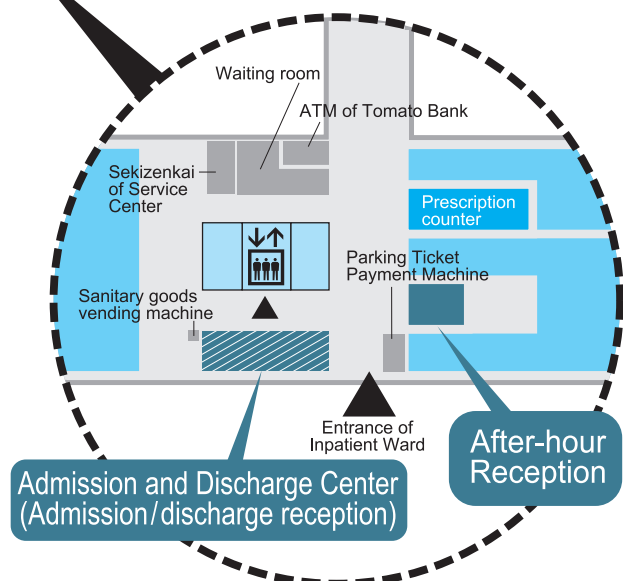 Waiting room
ATM of Tomato Bank
Sekizenkai
of Service
Center
Prescription
counter
Parking Ticket
Payment Machine
Sanitary goods
vending machine
Entrance of
Inpatient Ward
After-hour
Reception
Admission and Discharge Center
(Admission/discharge reception)